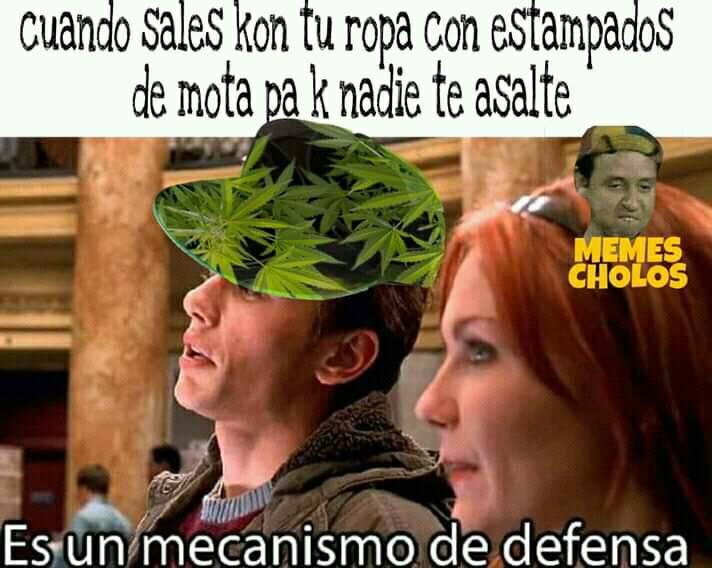 cuando sales kon tu ropa con estampados
de mota pa k nadie te asalte
MEMES
CHOLOS
Es un mecanismo de defensa